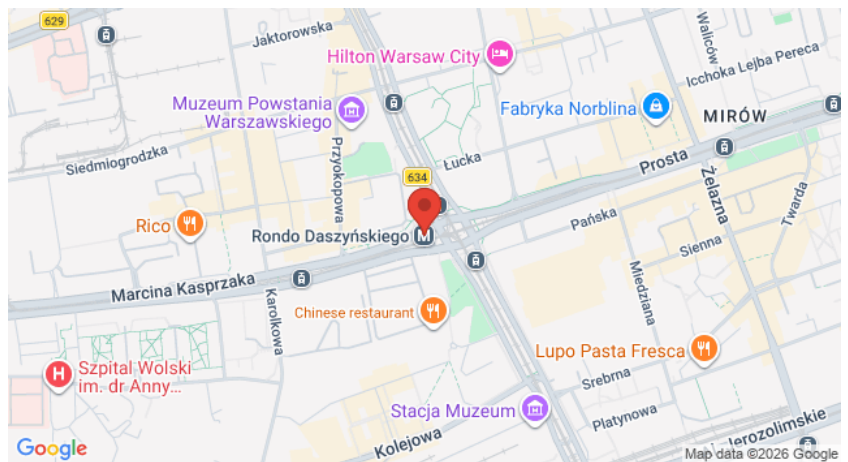 629
Jaktorowska
Hilton Warsaw City
Waliców
Icchoka Lejba Pereca
Muzeum Powstania
Warszawskiego
Fabryka Norblina
MIRÓW
Siedmiogrodzka
Przyokopowa
Łucka
Prosta
634
Żelazna
Twarda
Rico
Pańska
Rondo Daszyńskiego
M
Sienna
Marcina Kasprzaka
Miedziana
Karolkowa
Chinese restaurant
Lupo Pasta Fresca
H
Szpital Wolski
im. dr Anny...
Srebrna
Stacja Muzeum
Platynowa
Kolejowa
Jerozolimskie
Google
Map data ©2026 Google